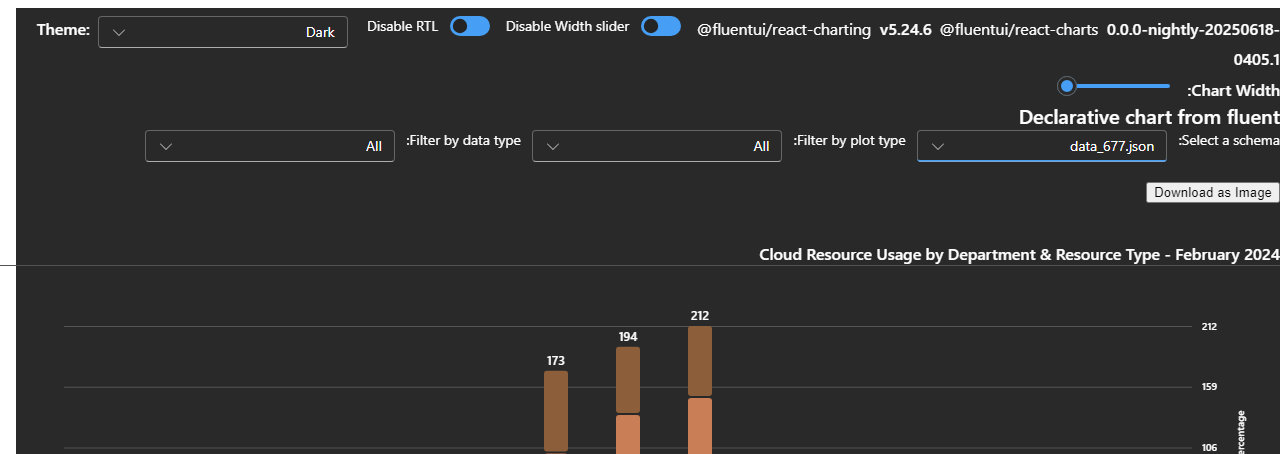 Theme: Dark Disable RTL Disable Width slider @fluentui/react-charting v5.24.6 @fluentui/react-charts 0.0.0-nightly-20250618-
0405.1
:Chart Width
Declarative chart from fluent
:Select a schema data_677.json :Filter by plot type All :Filter by data type All
Download as Image
Cloud Resource Usage by Department & Resource Type - February 2024
212
194
173
212
159
106